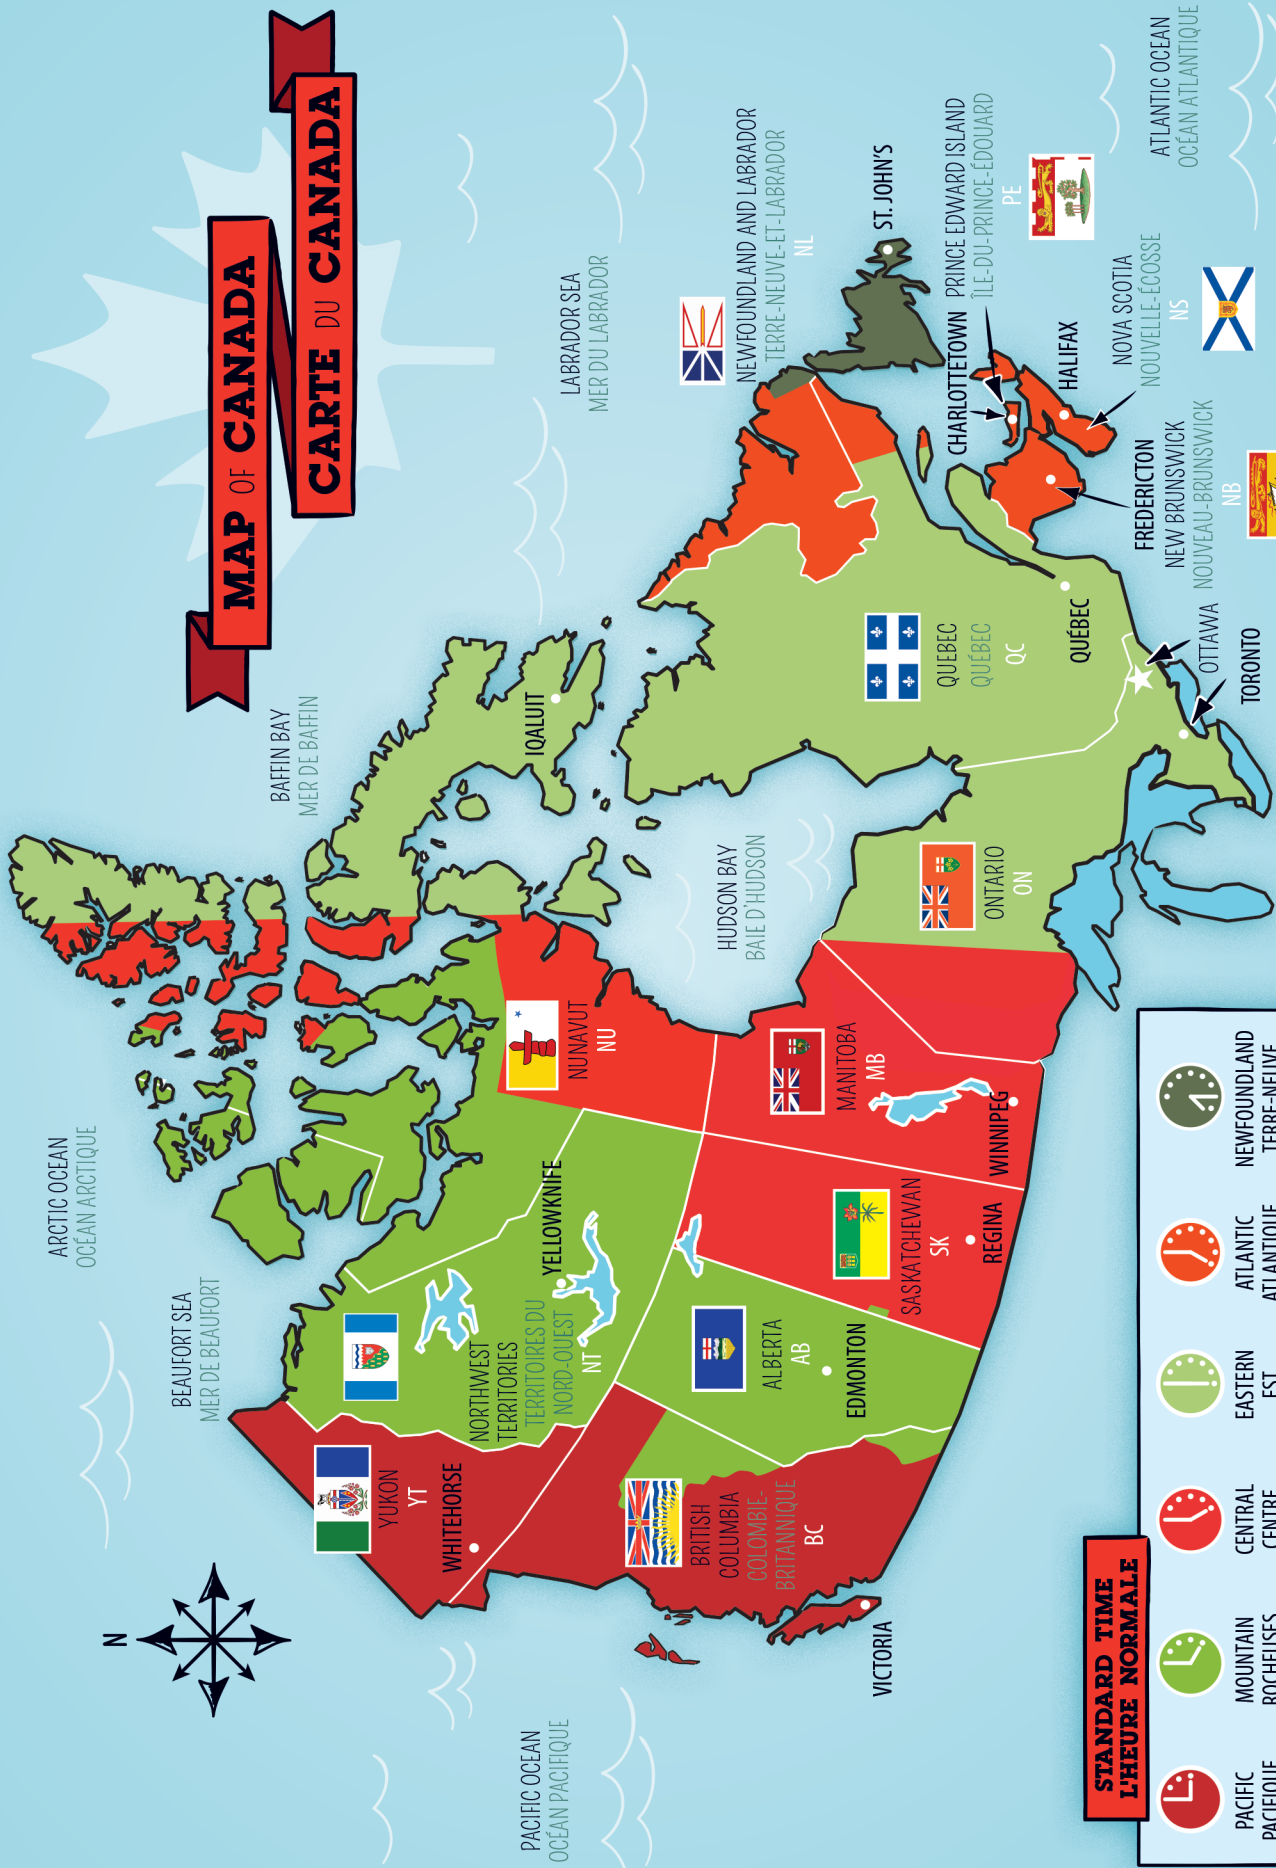 MAP OF CANADA
CARTE DU CANADA
N
ARCTIC OCEAN
OCÉAN ARCTIQUE
BEAUFORT SEA
MER DE BEAUFORT
BAFFIN BAY
MER DE BAFFIN
LABRADOR SEA
MER DU LABRADOR
PACIFIC OCEAN
OCÉAN PACIFIQUE
HUDSON BAY
BAIE D'HUDSON
ATLANTIC OCEAN
OCÉAN ATLANTIQUE
YUKON
YT
WHITEHORSE
NORTHWEST
TERRITORIES
TERRITOIRES DU
NORD-OUEST
NT
YELLOWKNIFE
NUNAVUT
NU
IQALUIT
BRITISH
COLUMBIA
COLOMBIE-
BRITANNIQUE
BC
VICTORIA
ALBERTA
AB
EDMONTON
SASKATCHEWAN
SK
REGINA
MANITOBA
MB
WINNIPEG
ONTARIO
ON
OTTAWA
TORONTO
QUEBEC
QUÉBEC
QC
QUÉBEC
NEWFOUNDLAND AND LABRADOR
TERRE-NEUVE-ET-LABRADOR
NL
ST. JOHN'S
CHARLOTTETOWN
PRINCE EDWARD ISLAND
ÎLE-DU-PRINCE-ÉDOUARD
PE
HALIFAX
NOVA SCOTIA
NOUVELLE-ÉCOSSE
NS
FREDERICTON
NEW BRUNSWICK
NOUVEAU-BRUNSWICK
NB
STANDARD TIME
L'HEURE NORMALE
PACIFIC
PACIFIQUE
MOUNTAIN
ROCHEUSES
CENTRAL
CENTRE
EASTERN
EST
ATLANTIC
ATLANTIQUE
NEWFOUNDLAND
TERRE-NEUVE